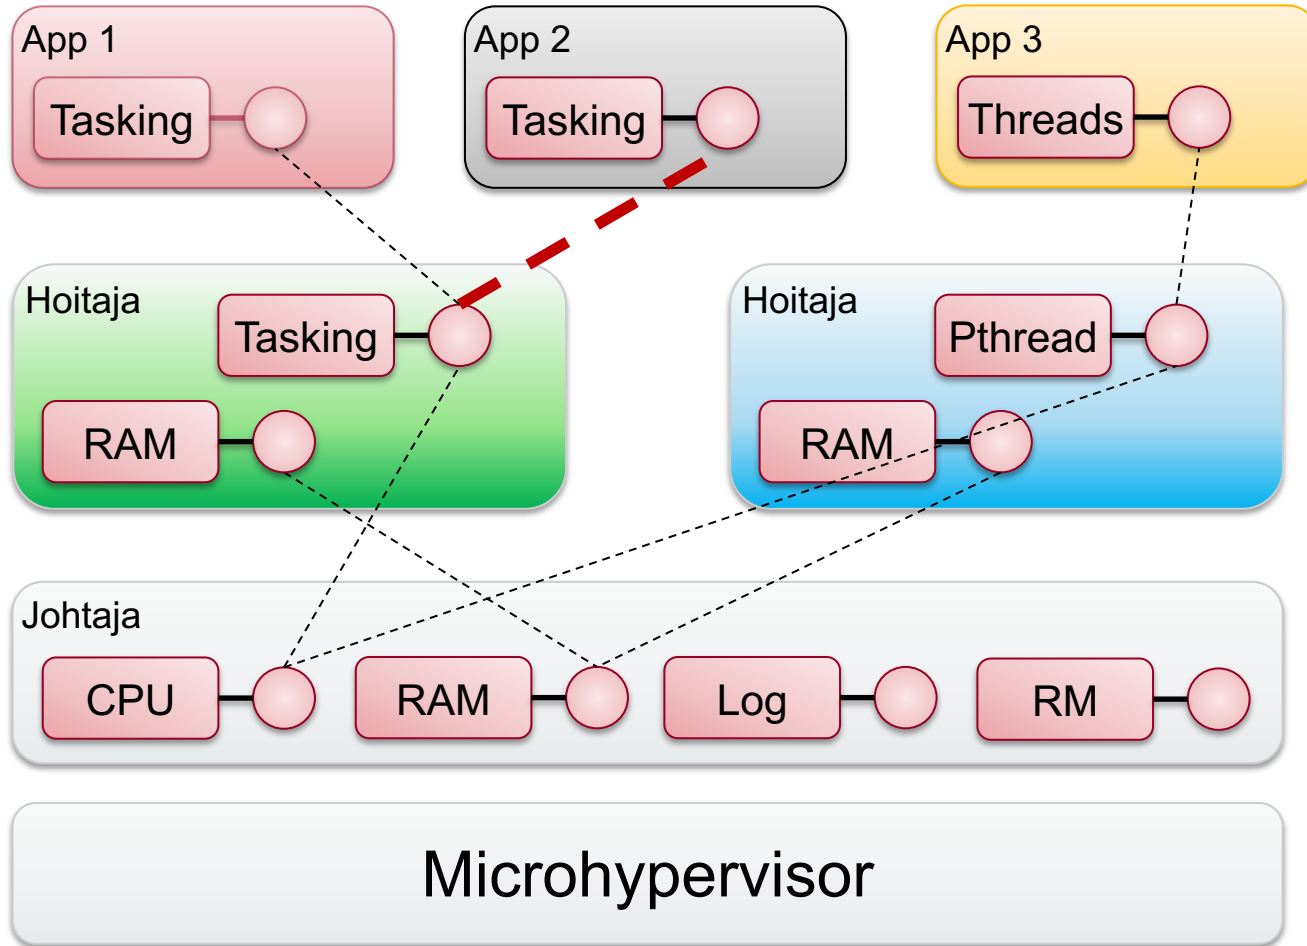 App 1
App 2
App 3
Tasking
Tasking
Threads
Hoitaja
Hoitaja
Tasking
Pthread
RAM
RAM
Johtaja
CPU
RAM
Log
RM
Microhypervisor